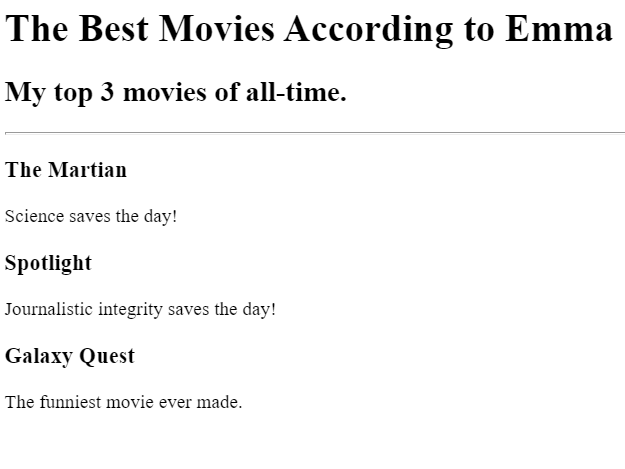 The Best Movies According to Emma
My top 3 movies of all-time.
The Martian
Science saves the day!
Spotlight
Journalistic integrity saves the day!
Galaxy Quest
The funniest movie ever made.